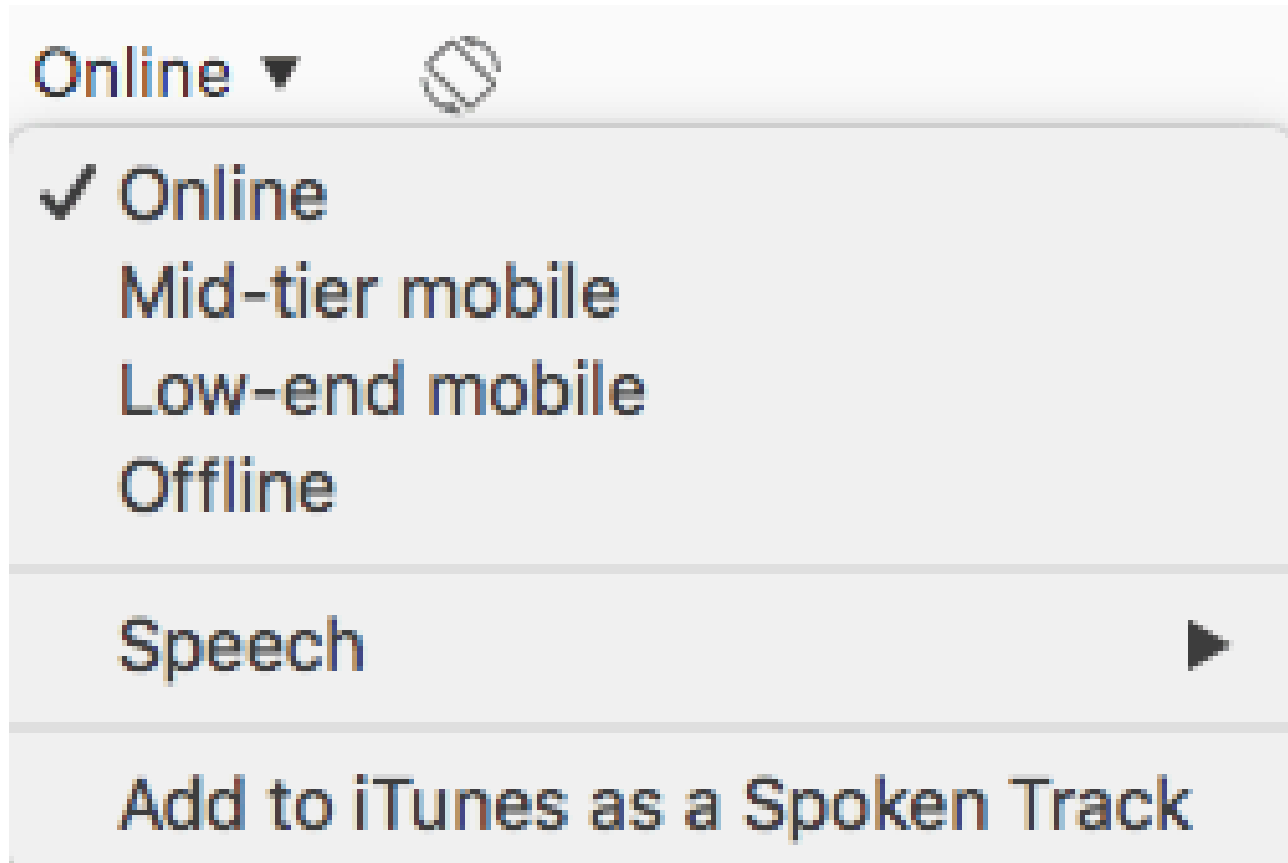 Online
Online
Mid-tier mobile
Low-end mobile
Offline
Speech
Add to iTunes as a Spoken Track